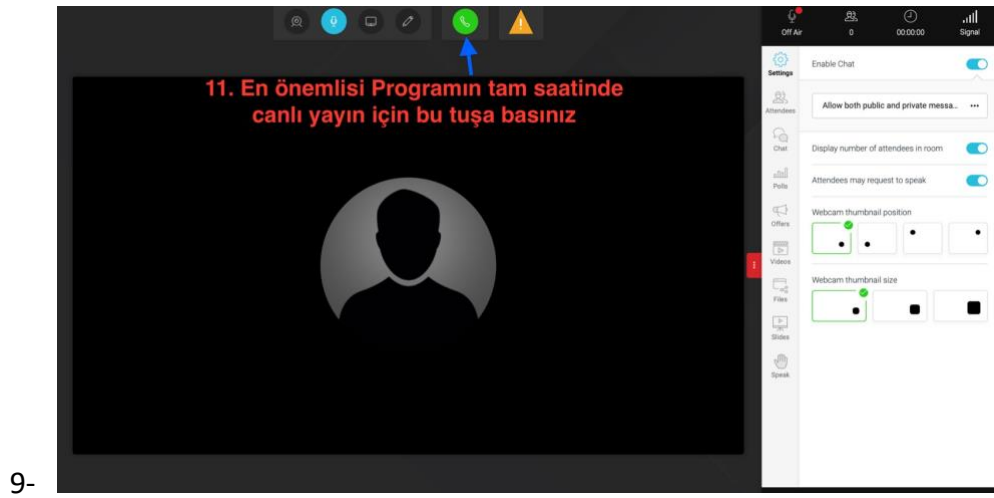 Off Air
0
00:00:00
Signal
11. En önemlisi Programın tam saatinde
canlı yayın için bu tuşa basınız
Settings
Attendees
Chat
Polls
Offers
Videos
Files
Slides
Speak
Enable Chat
Allow both public and private messa..
Display number of attendees in room
Attendees may request to speak
Webcam thumbnail position
Webcam thumbnail size
9-